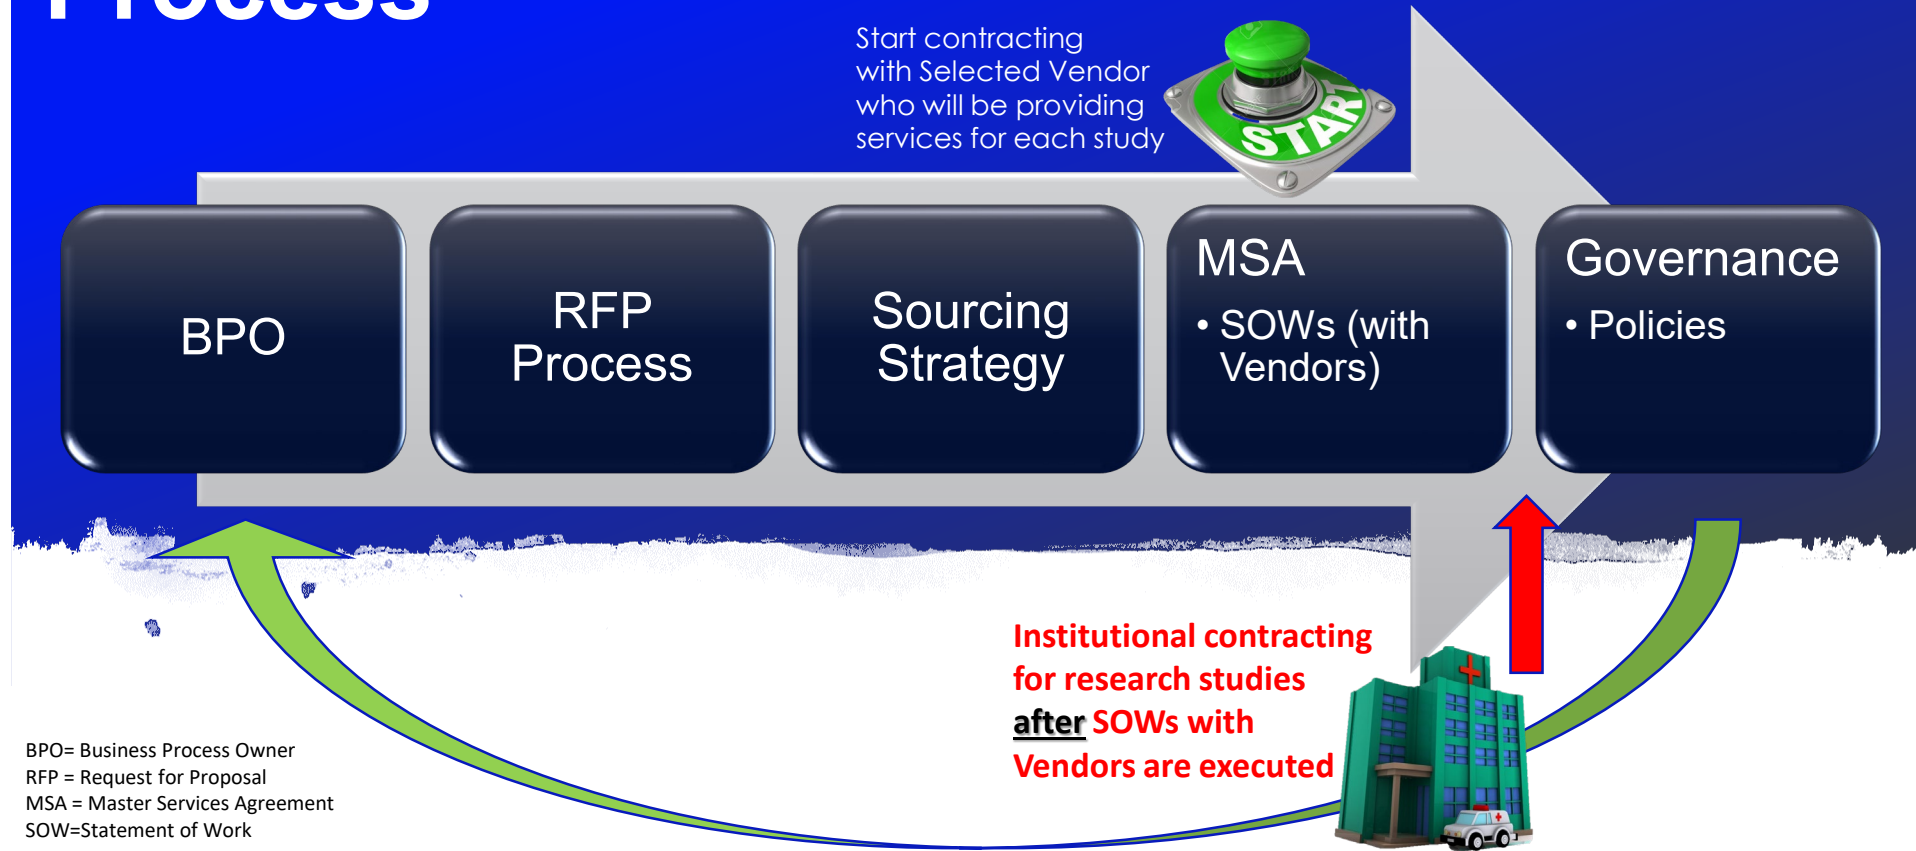 Process
Start contracting
with Selected Vendor
who will be providing
services for each study
START
BPO
RFP
Process
Sourcing
Strategy
MSA
• SOWs (with
Vendors)
Governance
• Policies
Institutional contracting
for research studies
after SOWs with
Vendors are executed
BPO= Business Process Owner
RFP = Request for Proposal
MSA = Master Services Agreement
SOW=Statement of Work